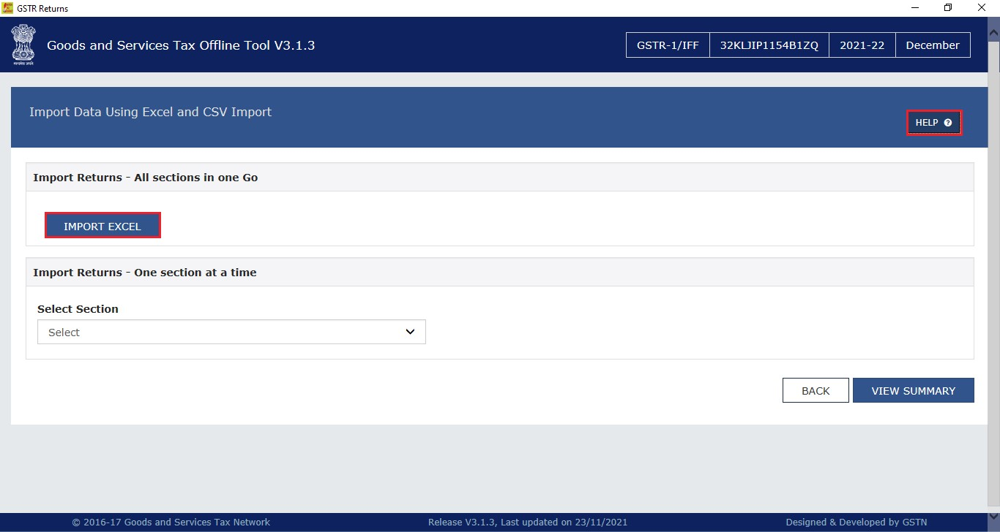 GSTR Returns
Goods and Services Tax Offline Tool V3.1.3
GSTR-1/IFF 32KLJIP1154B1ZQ 2021-22 December
Import Data Using Excel and CSV Import
HELP ?
Import Returns - All sections in one Go
IMPORT EXCEL
Import Returns - One section at a time
Select Section
Select
BACK VIEW SUMMARY
© 2016-17 Goods and Services Tax Network Release V3.1.3, Last updated on 23/11/2021 Designed & Developed by GSTN